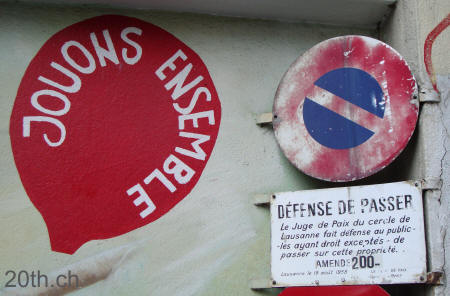 JOUONS
ENSEMBLE
DÉFENSE DE PASSER
Le Juge de Paix du cercle de
Lausanne fait défense au public-
-les ayant droit exceptés- de
passer sur cette propriété.
AMENDE 200.-
Lausanne le 18 août 1958
20th.ch